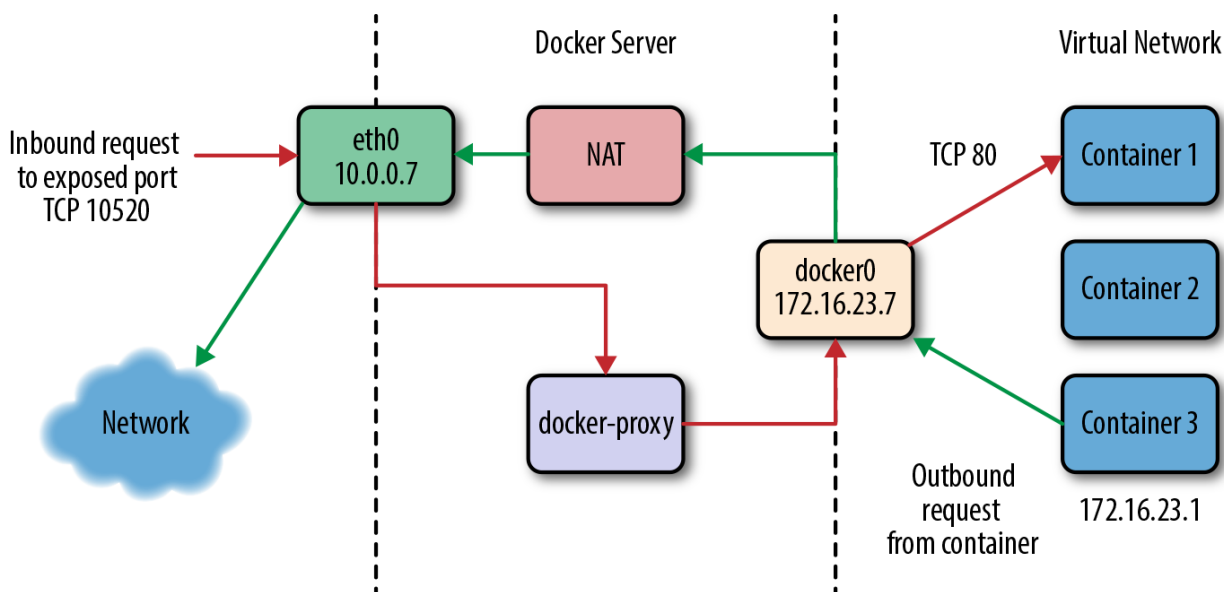 Docker Server
Virtual Network
Inbound request
to exposed port
TCP 10520
eth0
10.0.0.7
NAT
TCP 80
Container 1
docker0
172.16.23.7
Container 2
Network
docker-proxy
Container 3
Outbound
request
from container
172.16.23.1